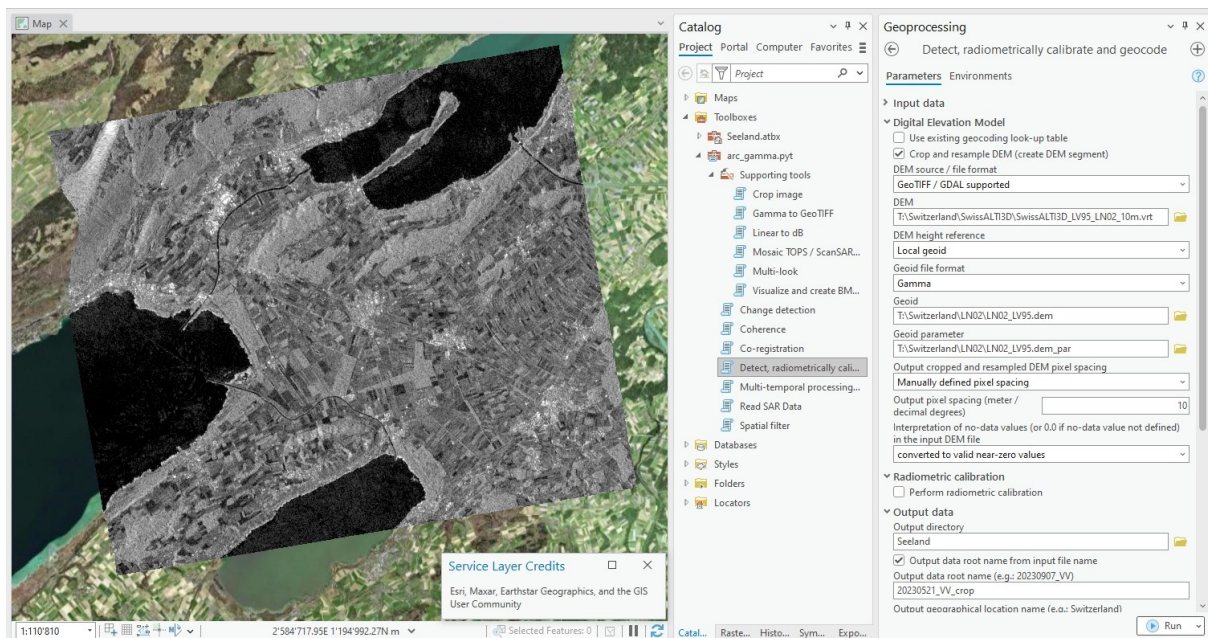 Map
1:110'810
2'584'717.95E 1'194'992.27N m
Selected Features: 0
Service Layer Credits
Esri, Maxar, Earthstar Geographics, and the GIS
User Community
Catalog
Project Portal Computer Favorites
Project
Maps
Toolboxes
Seeland.atbx
arc_gamma.pyt
Supporting tools
Crop image
Gamma to GeoTIFF
Linear to dB
Mosaic TOPS / ScanSAR...
Multi-look
Visualize and create BM...
Change detection
Coherence
Co-registration
Detect, radiometrically cali...
Multi-temporal processing...
Read SAR Data
Spatial filter
Databases
Styles
Folders
Locators
Catal... Raste... Histo... Sym... Expo...
Geoprocessing
Detect, radiometrically calibrate and geocode
Parameters Environments
Input data
Digital Elevation Model
Use existing geocoding look-up table
Crop and resample DEM (create DEM segment)
DEM source / file format
GeoTIFF / GDAL supported
DEM
T:\Switzerland\SwissALTI3D\SwissALTI3D_LV95_LN02_10m.vrt
DEM height reference
Local geoid
Geoid file format
Gamma
Geoid
T:\Switzerland\LN02\LN02_LV95.dem
Geoid parameter
T:\Switzerland\LN02\LN02_LV95.dem_par
Output cropped and resampled DEM pixel spacing
Manually defined pixel spacing
Output pixel spacing (meter /
decimal degrees)
10
Interpretation of no-data values (or 0.0 if no-data value not defined)
in the input DEM file
converted to valid near-zero values
Radiometric calibration
Perform radiometric calibration
Output data
Output directory
Seeland
Output data root name from input file name
Output data root name (e.g.: 20230907_VV)
20230521_VV_crop
Output geographical location name (e.g.: Switzerland)
Run